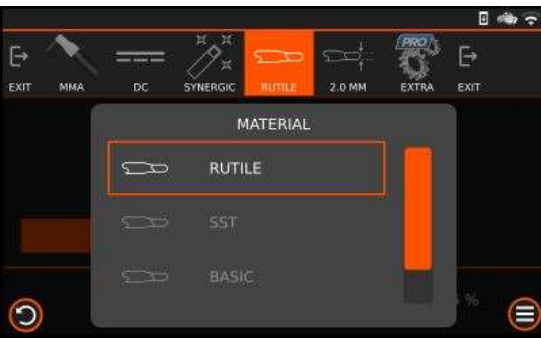 PRO
EXIT MMA DC SYNERGIC RUTILE 2.0 MM EXTRA EXIT
MATERIAL
RUTILE
SST
BASIC
%